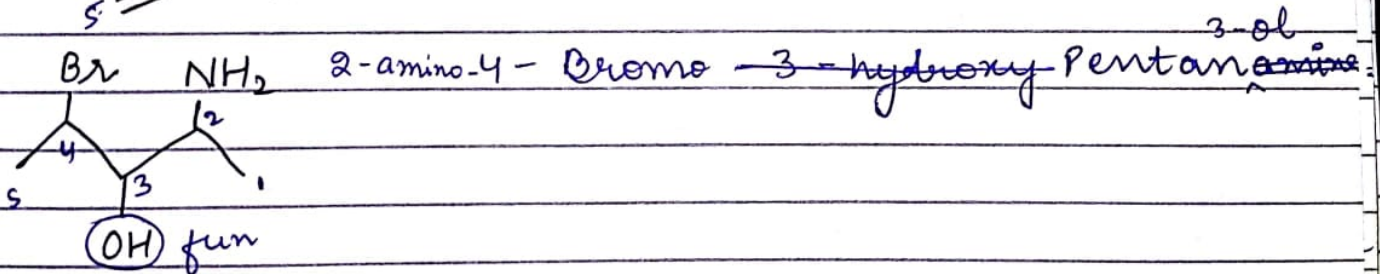 5
3-ol
Br NH₂ 2-amino-4-Bromo -3-hydroxy Pentanamine
2
4
3
5 1
OH fun